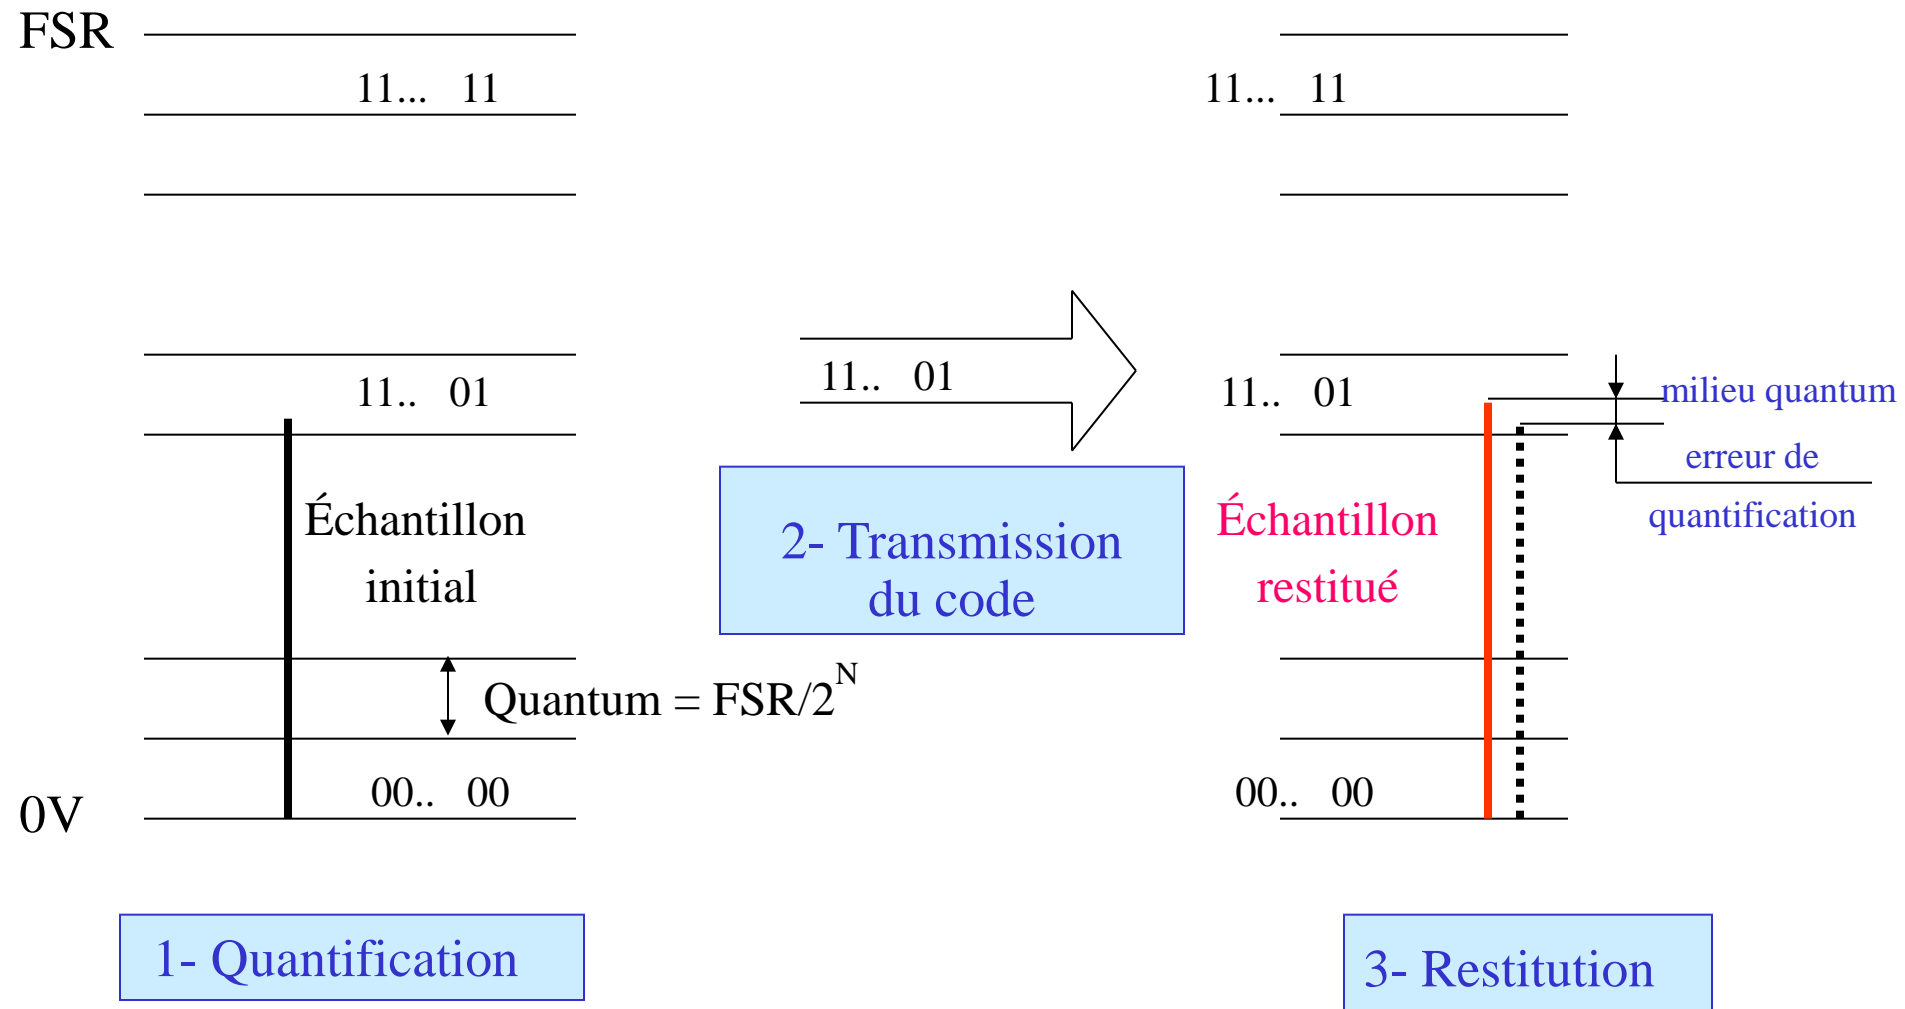 FSR
11... 11
11... 11
11.. 01
11.. 01
11.. 01
milieu quantum
erreur de
quantification
Échantillon
initial
2- Transmission
du code
Échantillon
restitué
Quantum = FSR/2^N
00.. 00
00.. 00
0V
1- Quantification
3- Restitution